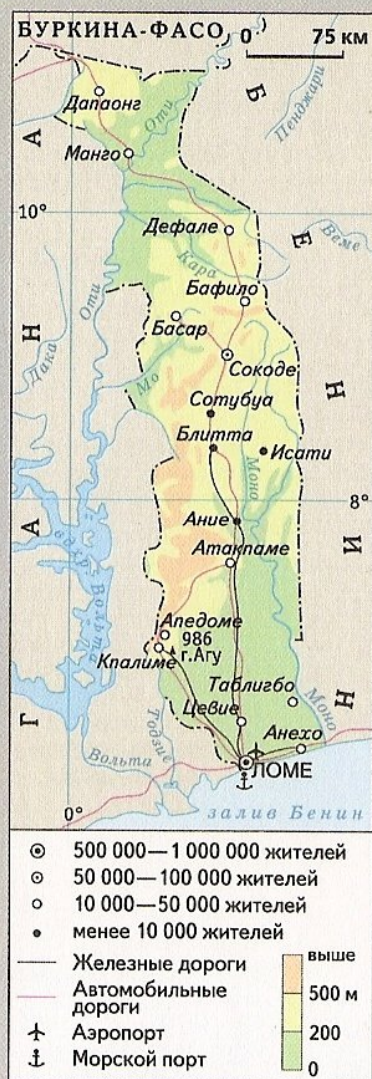 БУРКИНА-ФАСО
0 75 км
Дапаонг
Оти
Пенджари
Б
А
Манго
10°
Дефале
Е
Веме
Кара
Бафило
Оти
Н
Басар
Дака
Мо
Сокоде
Н
Сотубуа
Блитта
Исати
Моно
8°
А
Ание
И
Атакпаме
вдхр. Вольта
Апедоме
986
г.Агу
Кпалиме
Таблигбо
Моно
Г
Цевие
Н
Тодзие
Анехо
Вольта
ЛОМЕ
0°
залив Бенин
500 000—1 000 000 жителей
50 000—100 000 жителей
10 000—50 000 жителей
менее 10 000 жителей
Железные дороги
Автомобильные
дороги
Аэропорт
Морской порт
выше
500 м
200
0